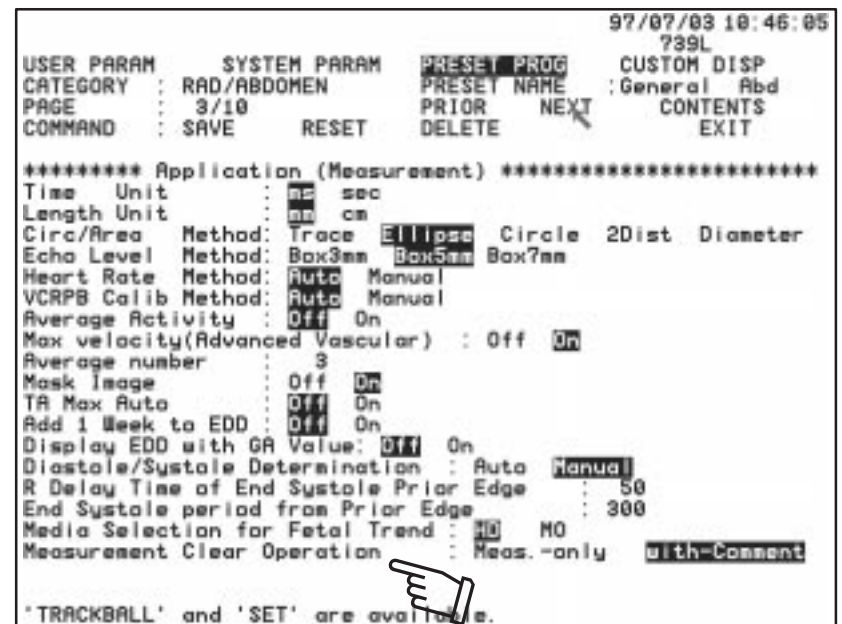 97/07/03 10:46:05
739L
USER PARAM SYSTEM PARAM PRESET PROG CUSTOM DISP
CATEGORY : RAD/ABDOMEN PRESET NAME :General Abd
PAGE : 3/10 PRIOR NEXT CONTENTS
COMMAND : SAVE RESET DELETE EXIT
********* Application (Measurement) ************************
Time Unit : ms sec
Length Unit : mm cm
Circ/Area Method: Trace Ellipse Circle 2Dist Diameter
Echo Level Method: Box3mm Box5mm Box7mm
Heart Rate Method: Auto Manual
VCRPB Calib Method: Auto Manual
Average Activity : Off On
Max velocity(Advanced Vascular) : Off On
Average number : 3
Mask Image : Off On
TA Max Auto : Off On
Add 1 Week to EDD : Off On
Display EDD with GA Value: Off On
Diastole/Systole Determination : Auto Manual
R Delay Time of End Systole Prior Edge : 50
End Systole period from Prior Edge : 300
Media Selection for Fetal Trend : HD MO
Measurement Clear Operation : Meas.-only with-Comment
'TRACKBALL' and 'SET' are available.